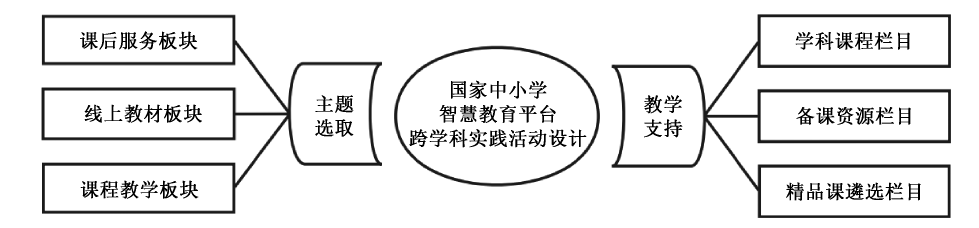 课后服务板块
线上教材板块
课程教学板块
主题
选取
国家中小学
智慧教育平台
跨学科实践活动设计
教学
支持
学科课程栏目
备课资源栏目
精品课遴选栏目